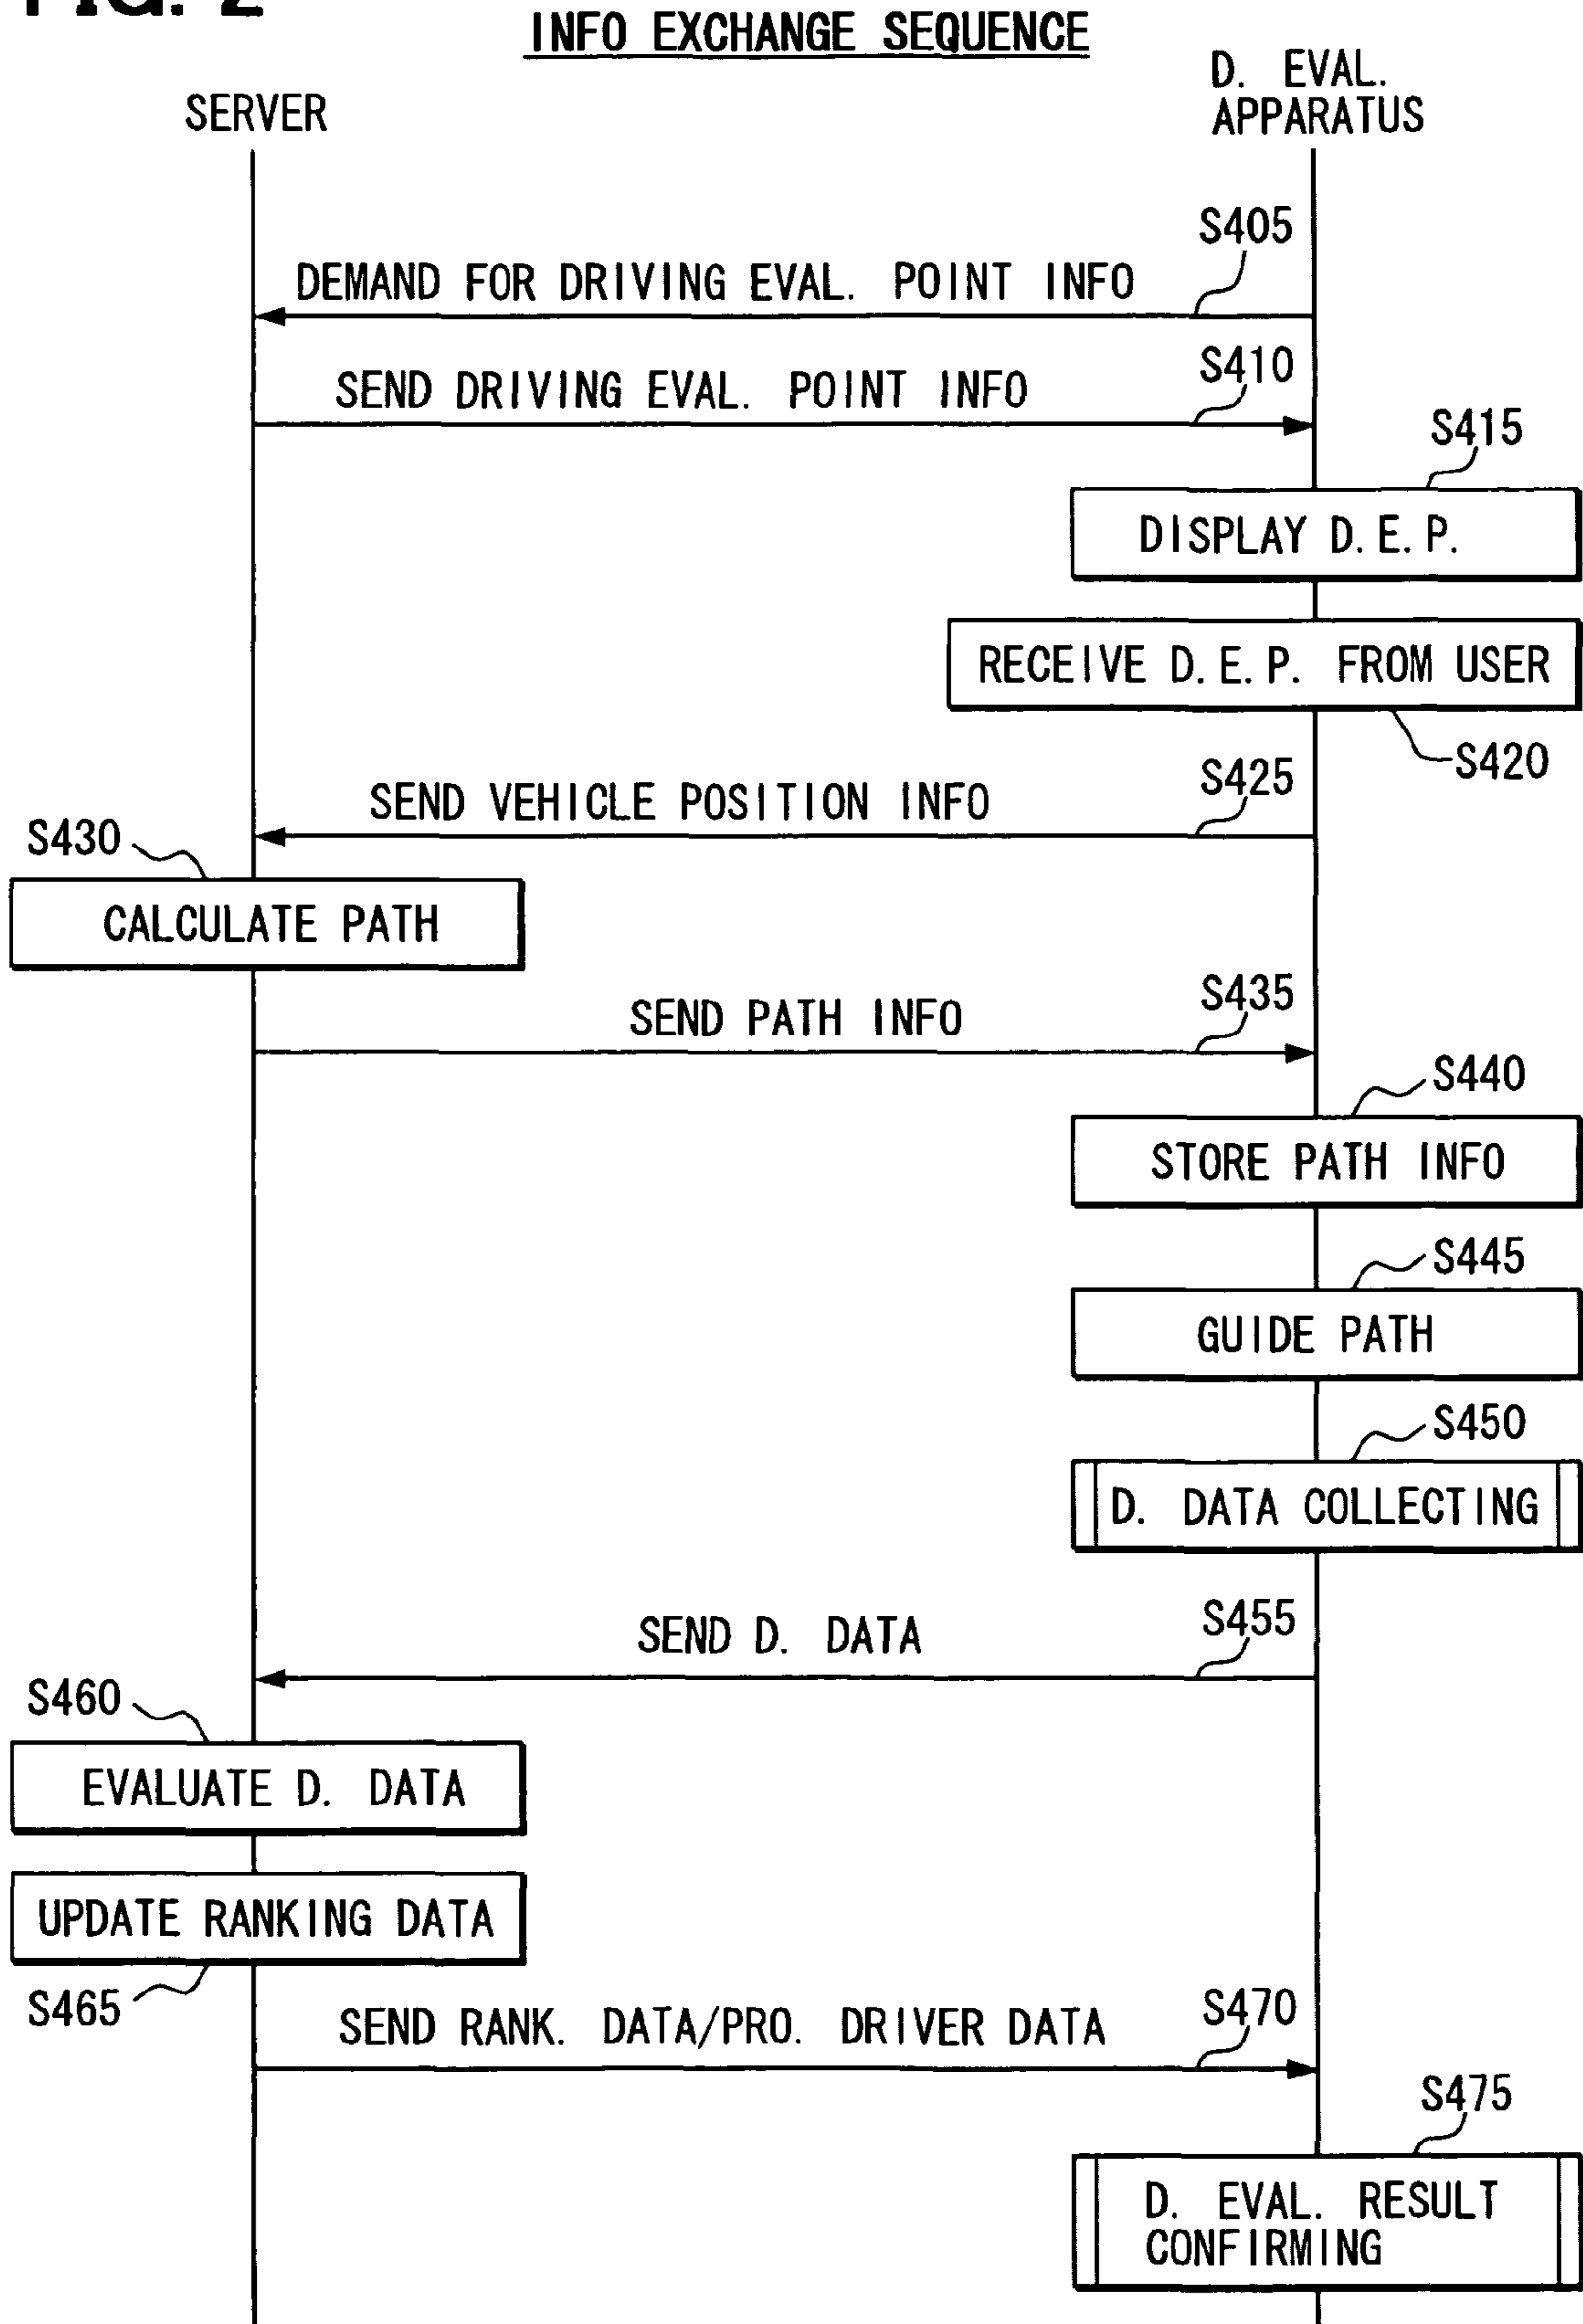 FIG. 2
INFO EXCHANGE SEQUENCE
SERVER
D. EVAL.
APPARATUS
S405
DEMAND FOR DRIVING EVAL. POINT INFO
S410
SEND DRIVING EVAL. POINT INFO
S415
DISPLAY D.E.P.
RECEIVE D.E.P. FROM USER
S420
S425
SEND VEHICLE POSITION INFO
S430
CALCULATE PATH
S435
SEND PATH INFO
S440
STORE PATH INFO
S445
GUIDE PATH
S450
D. DATA COLLECTING
S455
SEND D. DATA
S460
EVALUATE D. DATA
UPDATE RANKING DATA
S465
S470
SEND RANK. DATA/PRO. DRIVER DATA
S475
D. EVAL. RESULT
CONFIRMING